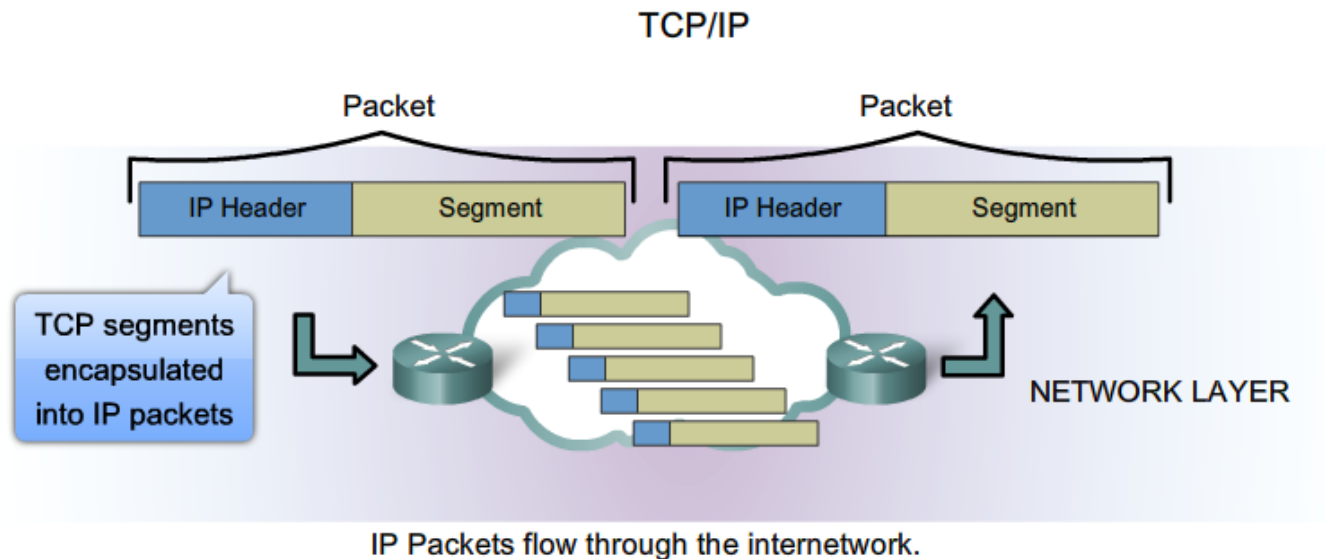 TCP/IP
Packet
Packet
IP Header
Segment
IP Header
Segment
TCP segments
encapsulated
into IP packets
NETWORK LAYER
IP Packets flow through the internetwork.